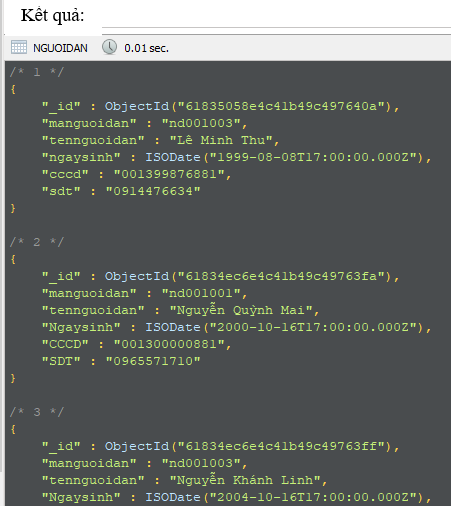 Kết quả:
NGUOIDAN 0.01 sec.
/* 1 */
{
"_id" : ObjectId("61835058e4c41b49c497640a"),
"manguoidan" : "nd001003",
"tennguoidan" : "Lê Minh Thu",
"ngaysinh" : ISODate("1999-08-08T17:00:00.000Z"),
"cccd" : "001399876881",
"sdt" : "0914476634"
}
/* 2 */
{
"_id" : ObjectId("61834ec6e4c41b49c49763fa"),
"manguoidan" : "nd001001",
"tennguoidan" : "Nguyễn Quỳnh Mai",
"Ngaysinh" : ISODate("2000-10-16T17:00:00.000Z"),
"CCCD" : "001300000881",
"SDT" : "0965571710"
}
/* 3 */
{
"_id" : ObjectId("61834ec6e4c41b49c49763ff"),
"manguoidan" : "nd001003",
"tennguoidan" : "Nguyễn Khánh Linh",
"Ngaysinh" : ISODate("2004-10-16T17:00:00.000Z"),